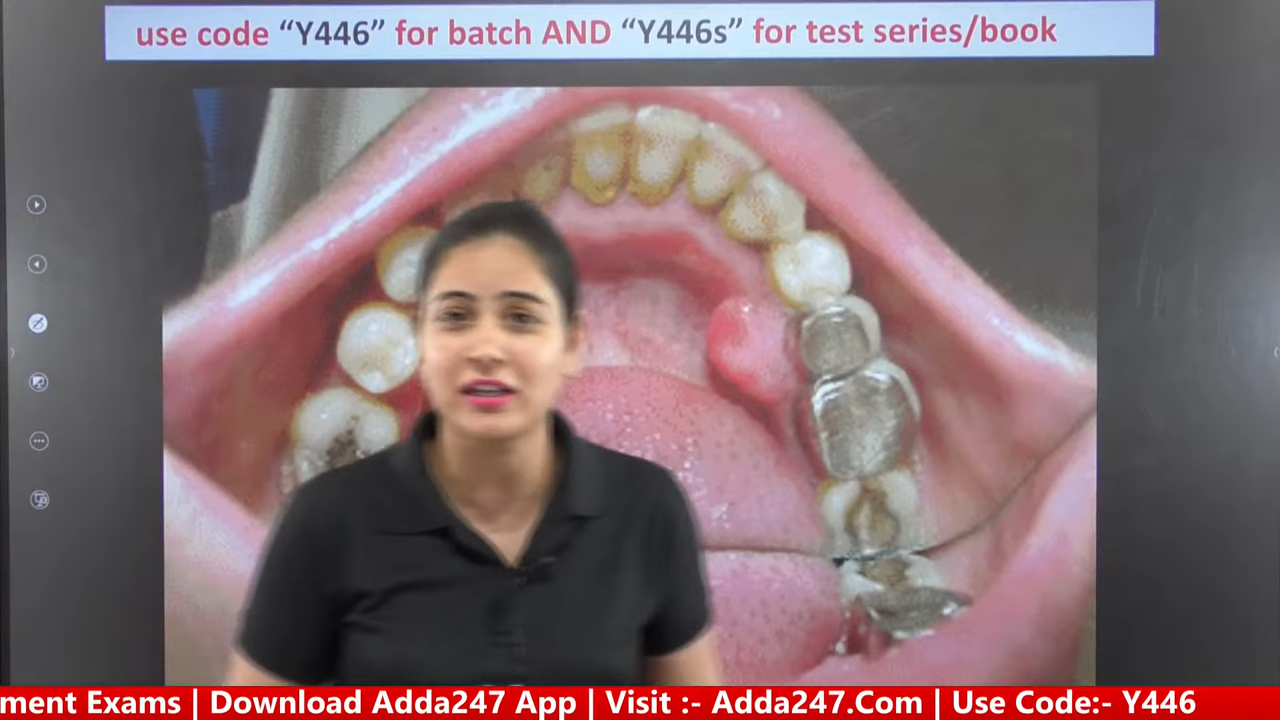 use code “Y446” for batch AND “Y446s” for test series/book
ment Exams | Download Adda247 App | Visit :- Adda247.Com | Use Code:- Y446